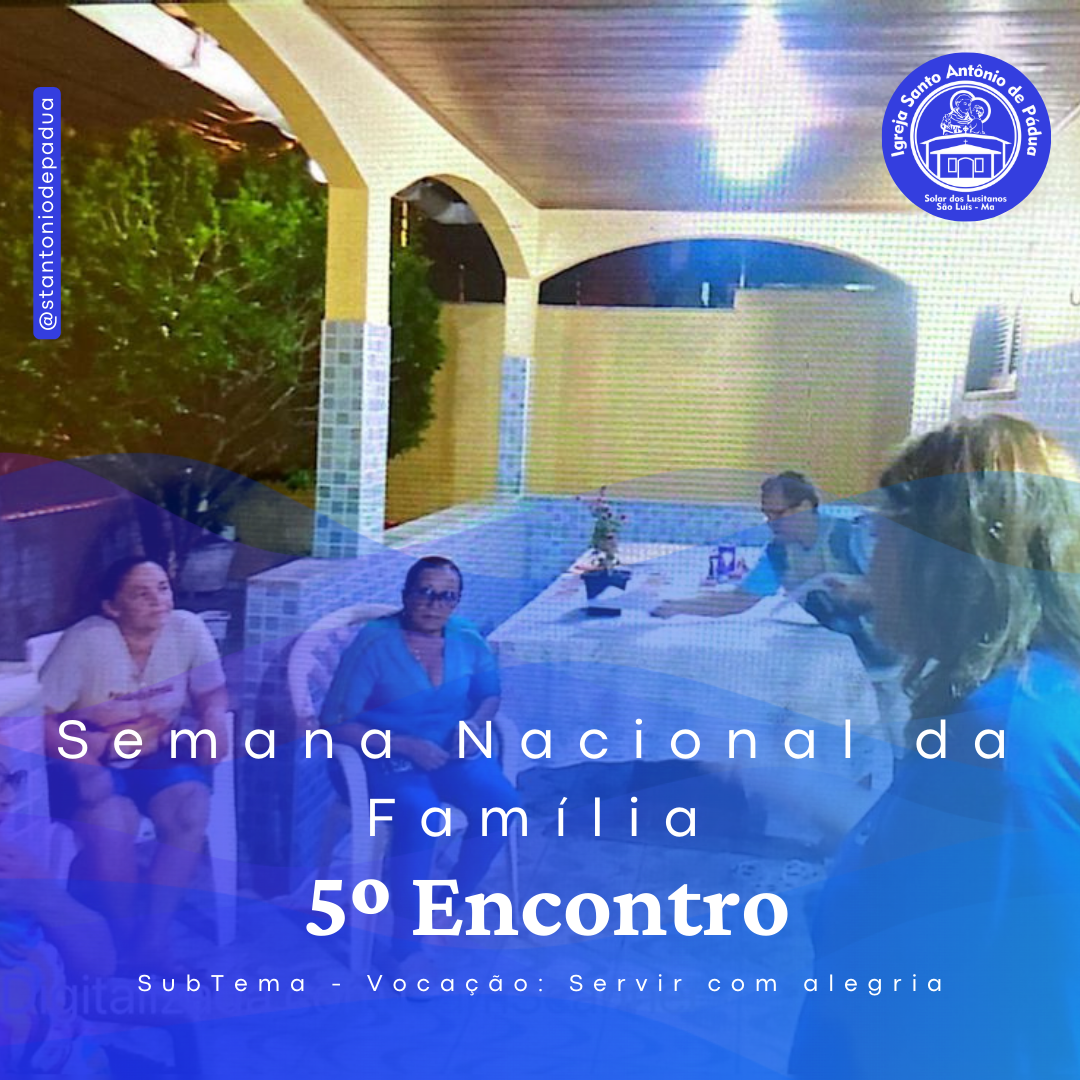 @stantoniodepadua
Igreja Santo Antônio de Pádua
Solar dos Lusitanos
São Luís - Ma
Semana Nacional da
Família
5º Encontro
SubTema - Vocação: Servir com alegria